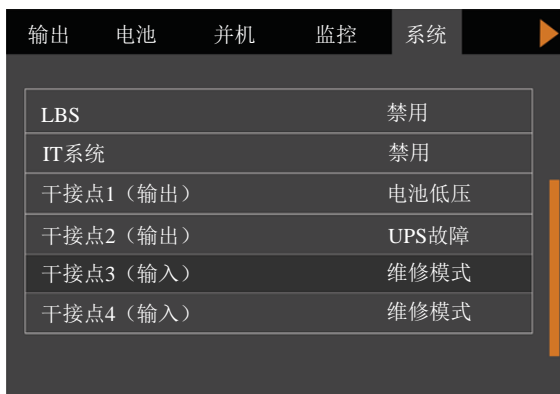 输出 电池 并机 监控 系统
LBS 禁用
IT系统 禁用
干接点1（输出） 电池低压
干接点2（输出） UPS故障
干接点3（输入） 维修模式
干接点4（输入） 维修模式